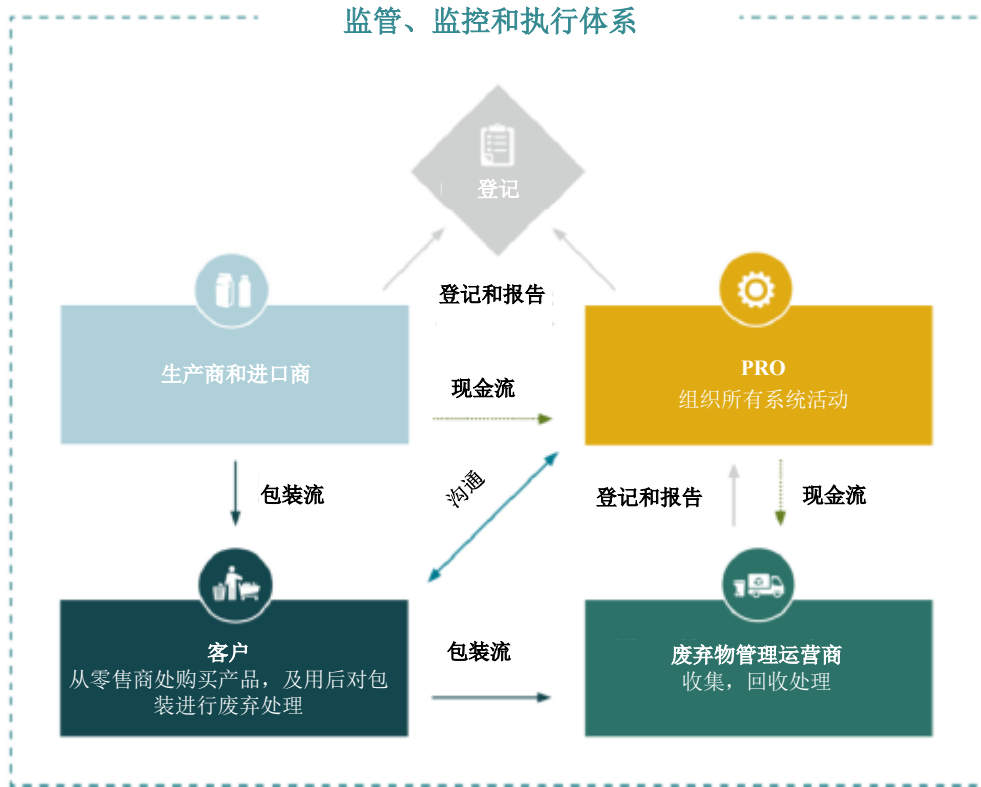 监管、监控和执行体系
登记
登记和报告
生产商和进口商
现金流
PRO
组织所有系统活动
包装流
沟通
登记和报告
现金流
客户
从零售商处购买产品，及用后对包
装进行废弃处理
包装流
废弃物管理运营商
收集，回收处理